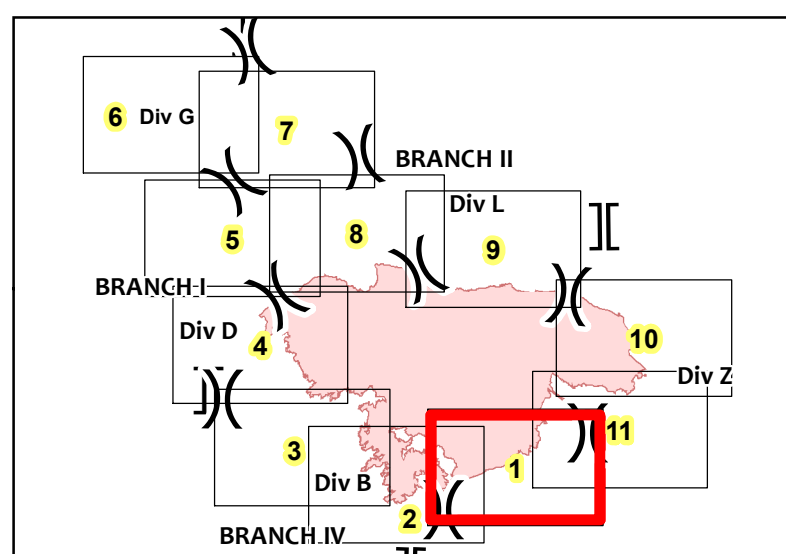 6
Div G
7
BRANCH II
Div L
5
8
9
BRANCH I
Div D
4
10
Div Z
3
11
1
Div B
2
BRANCH IV